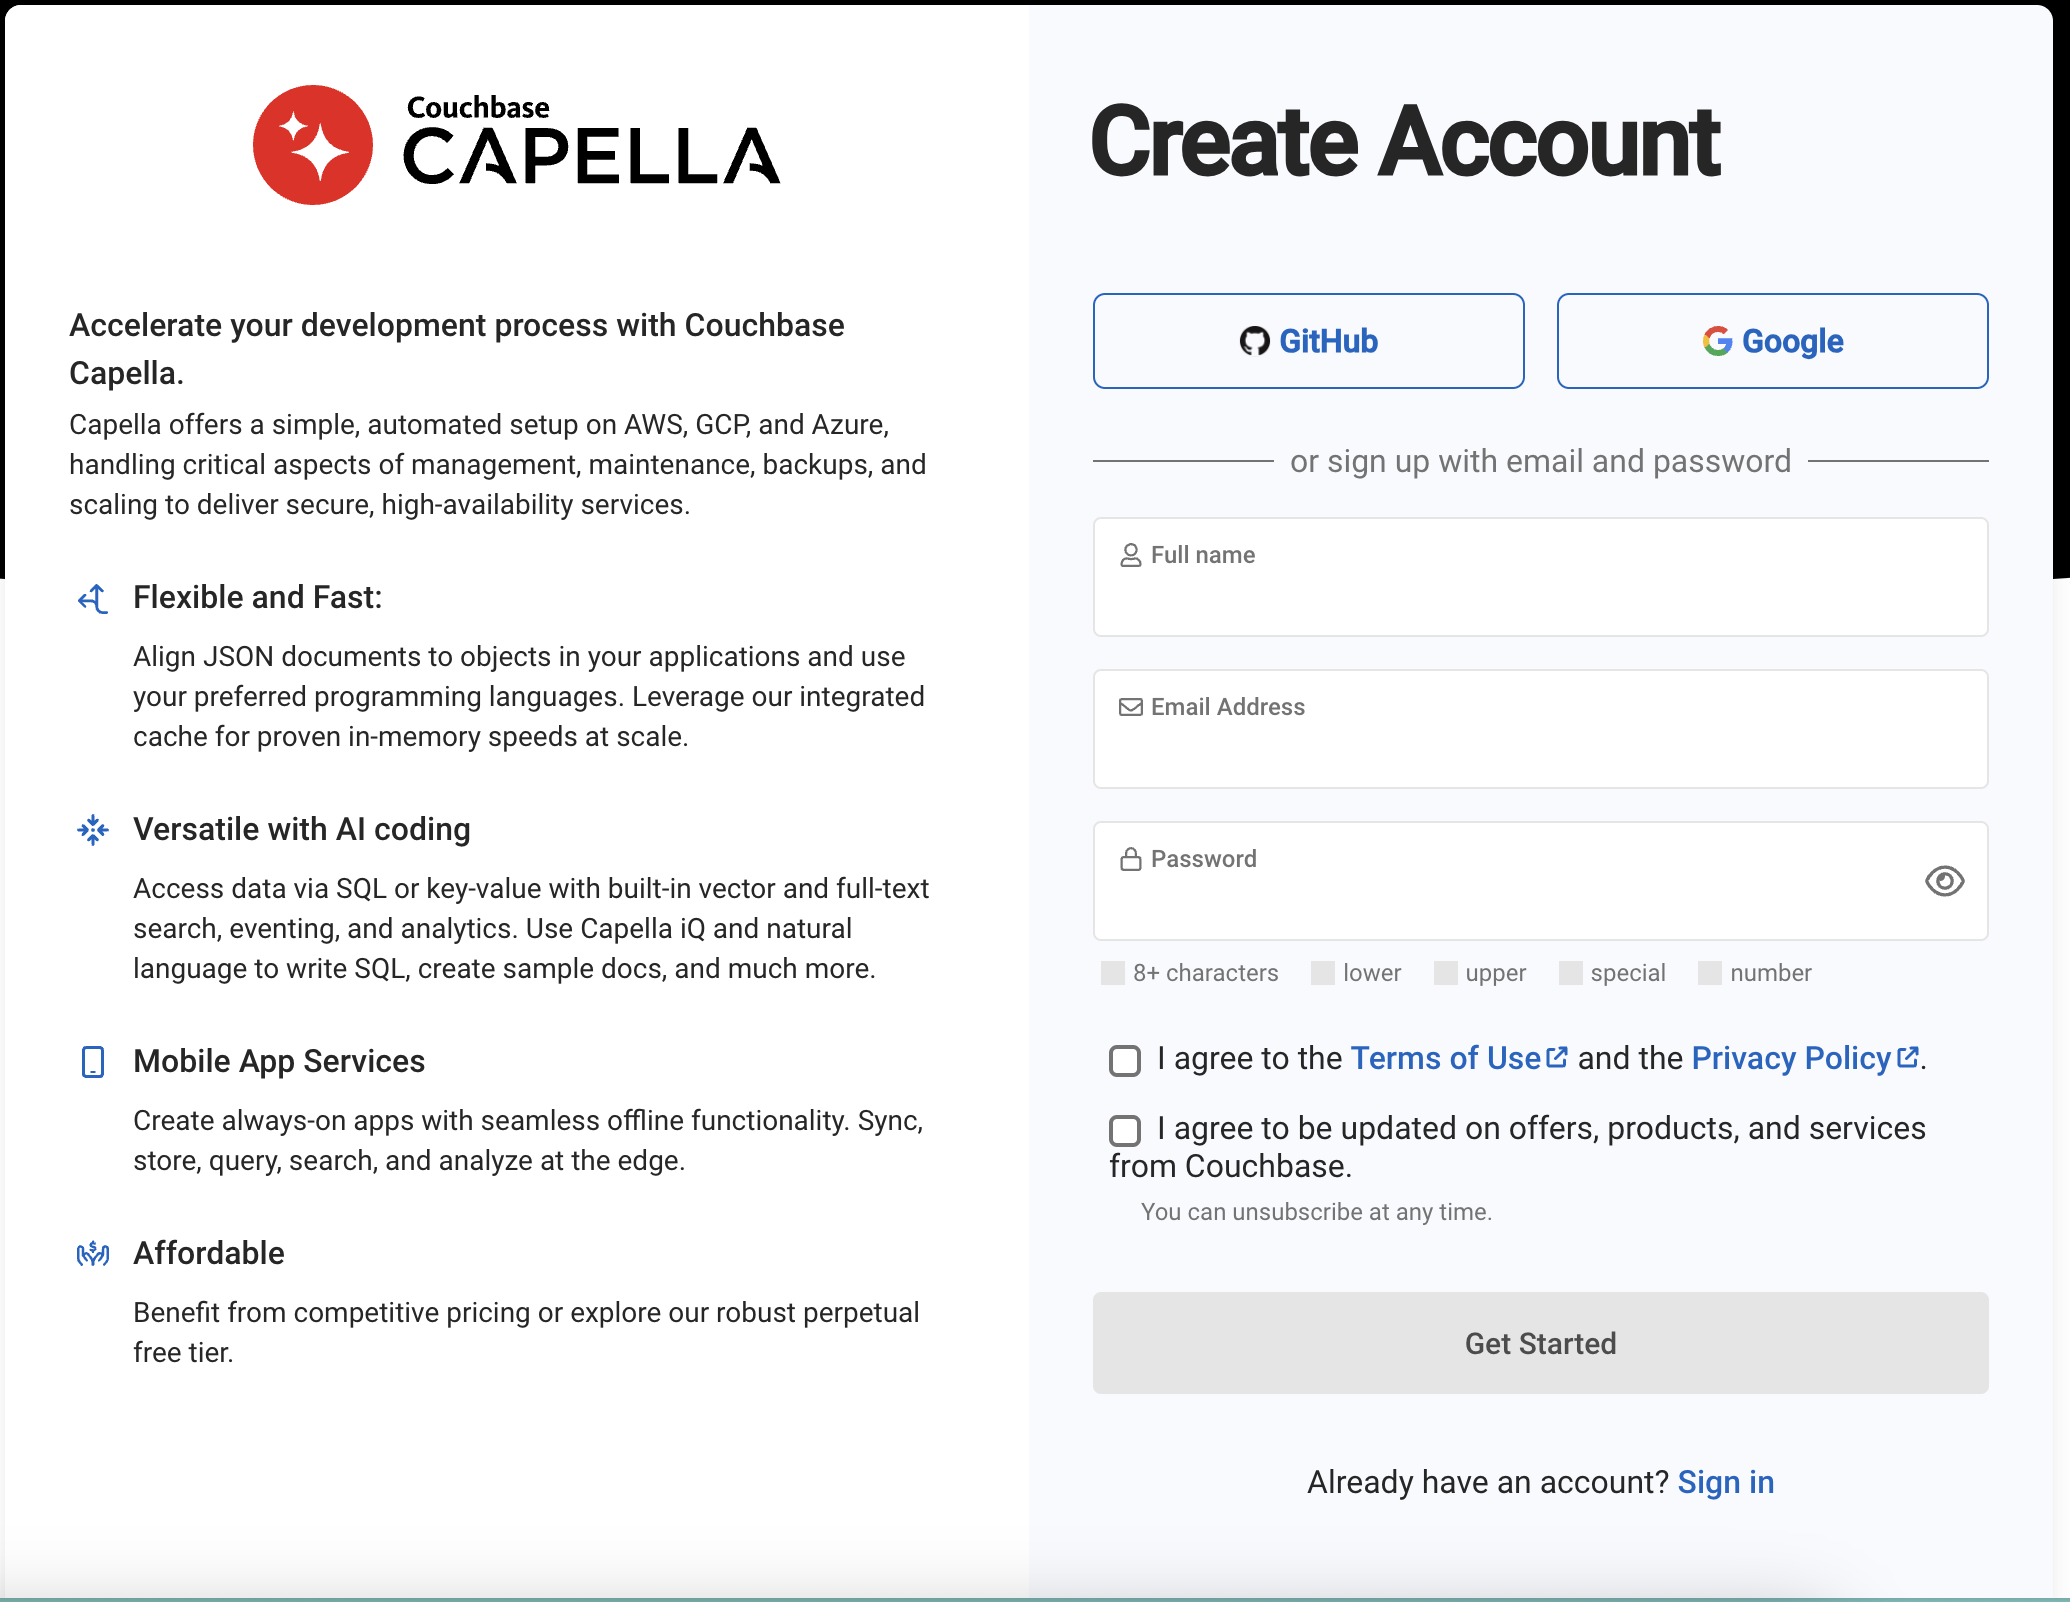 Couchbase
CAPELLA
Accelerate your development process with Couchbase
Capella.
Capella offers a simple, automated setup on AWS, GCP, and Azure,
handling critical aspects of management, maintenance, backups, and
scaling to deliver secure, high-availability services.
Flexible and Fast:
Align JSON documents to objects in your applications and use
your preferred programming languages. Leverage our integrated
cache for proven in-memory speeds at scale.
Versatile with AI coding
Access data via SQL or key-value with built-in vector and full-text
search, eventing, and analytics. Use Capella iQ and natural
language to write SQL, create sample docs, and much more.
Mobile App Services
Create always-on apps with seamless offline functionality. Sync,
store, query, search, and analyze at the edge.
Affordable
Benefit from competitive pricing or explore our robust perpetual
free tier.
Create Account
GitHub
Google
or sign up with email and password
Full name
Email Address
Password
8+ characters lower upper special number
I agree to the Terms of Use and the Privacy Policy.
I agree to be updated on offers, products, and services
from Couchbase.
You can unsubscribe at any time.
Get Started
Already have an account? Sign in